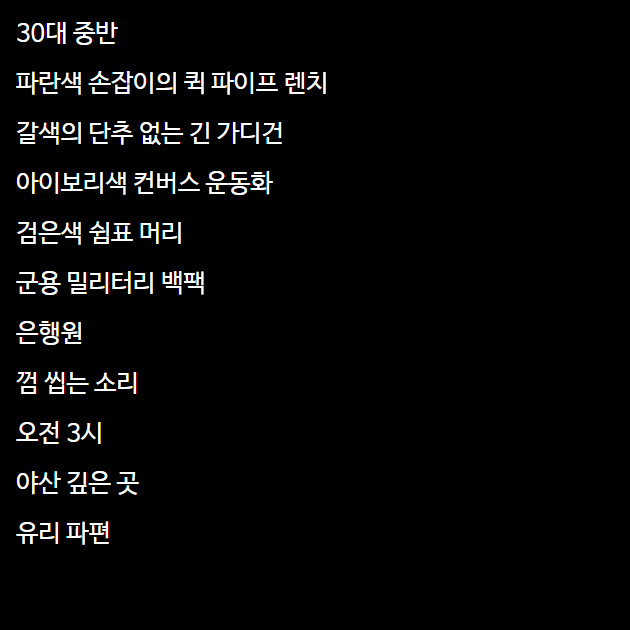 30대 중반
파란색 손잡이의 퀵 파이프 렌치
갈색의 단추 없는 긴 가디건
아이보리색 컨버스 운동화
검은색 쉼표 머리
군용 밀리터리 백팩
은행원
껌 씹는 소리
오전 3시
야산 깊은 곳
유리 파편